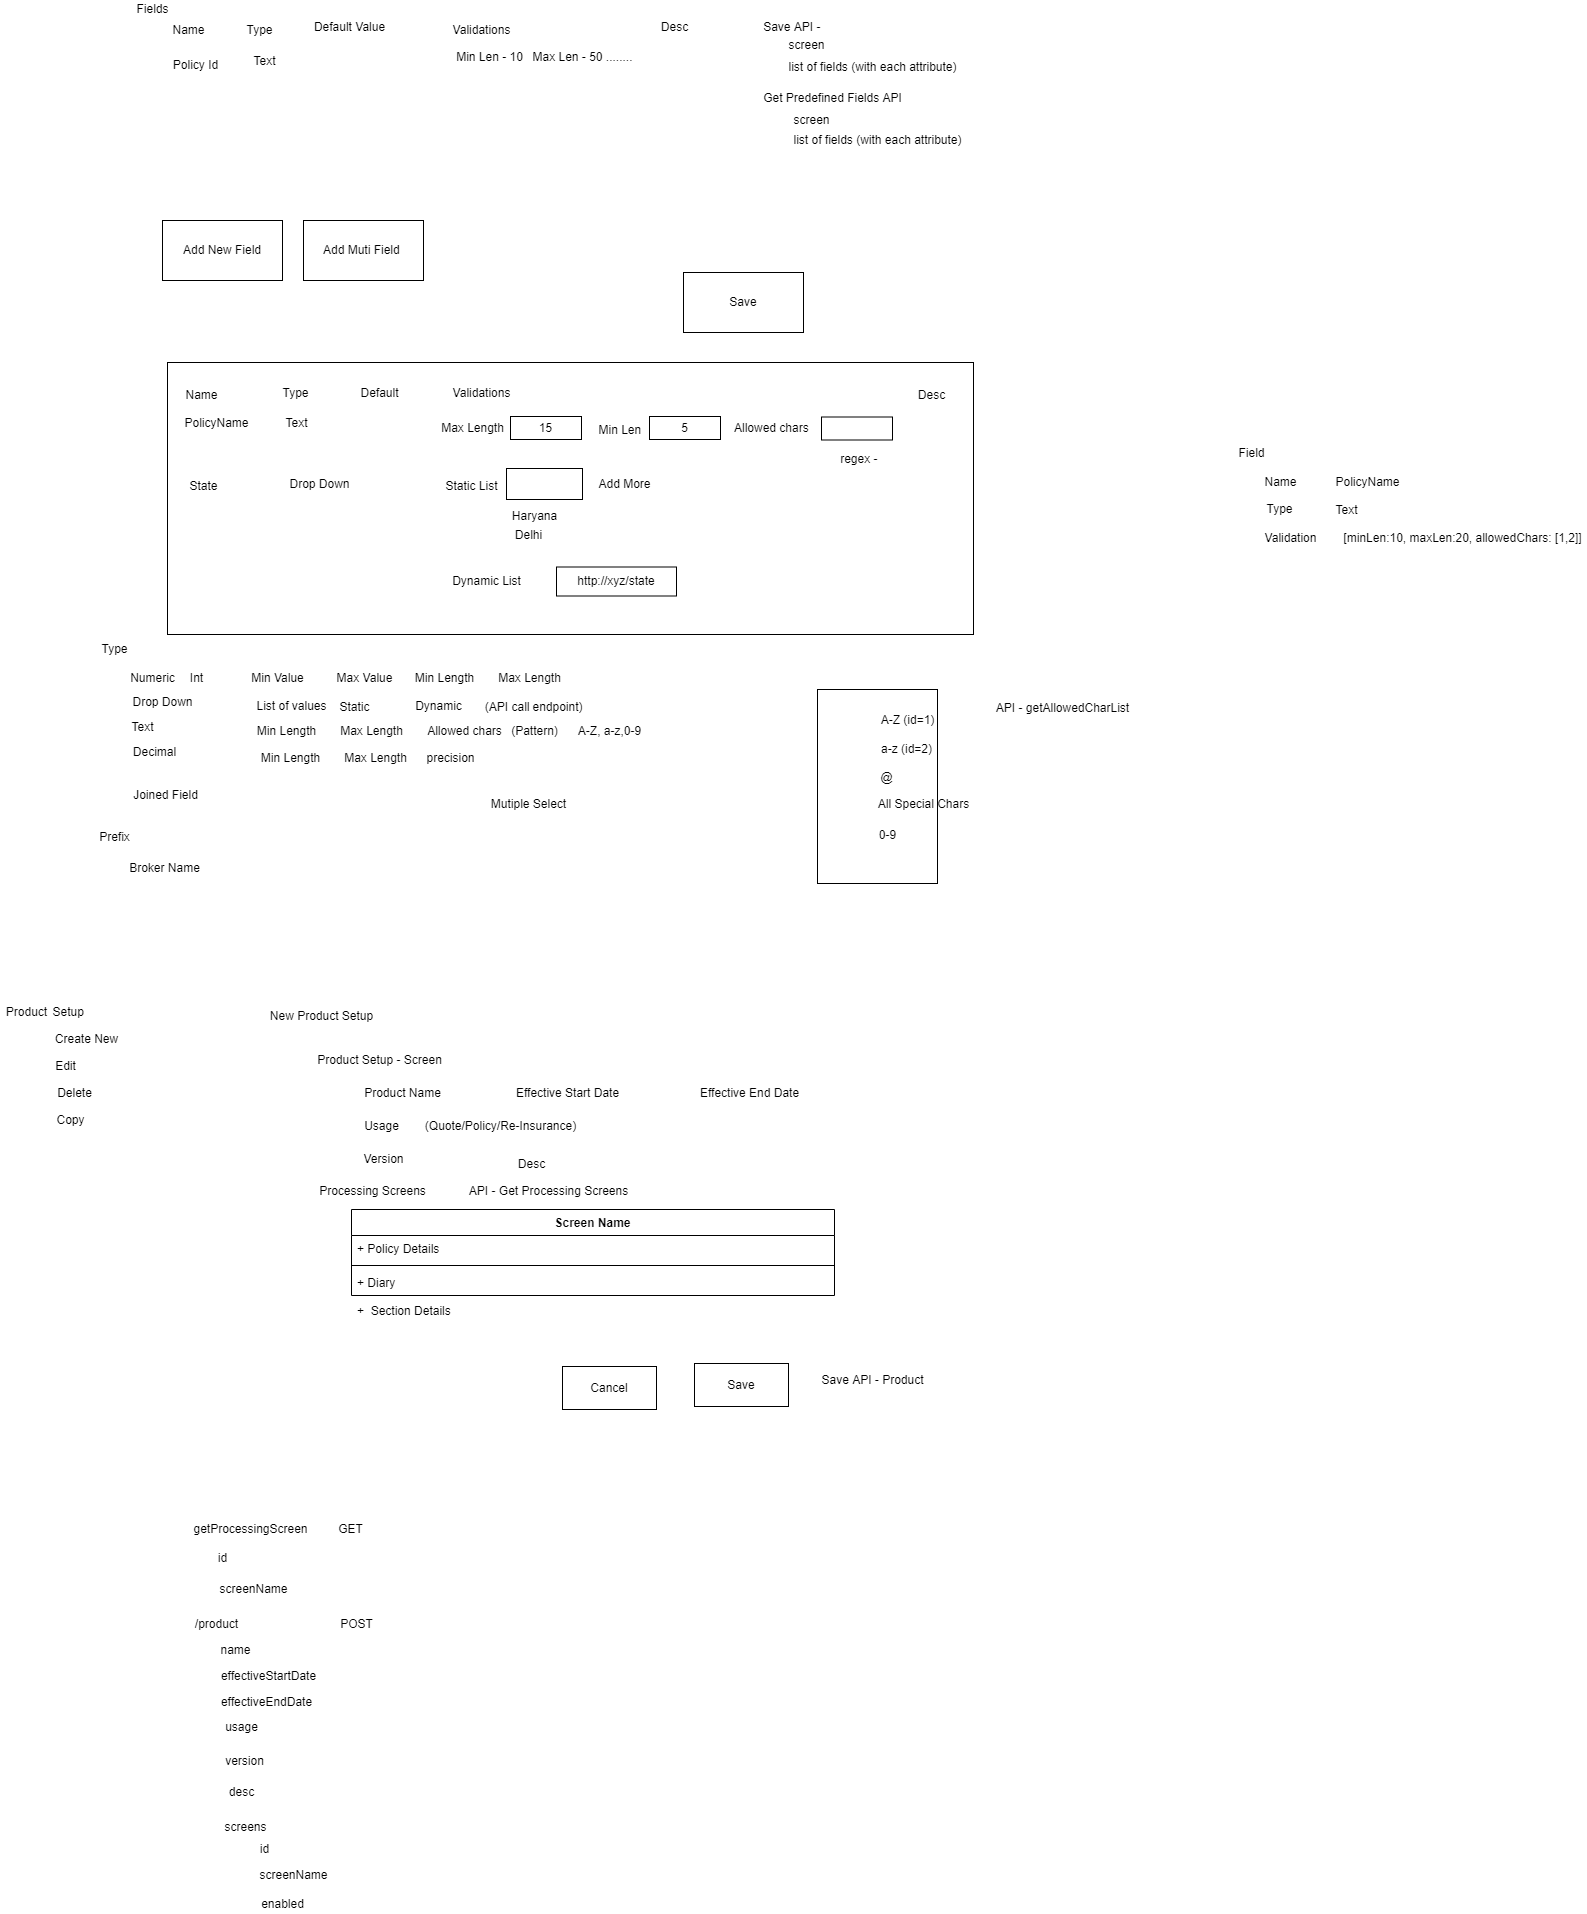 Fields
Name Type Default Value Validations Desc Save API -
screen
Policy Id Text Min Len - 10 Max Len - 50 ........
list of fields (with each attribute)
Get Predefined Fields API
screen
list of fields (with each attribute)
Add New Field Add Muti Field
Save
Name Type Default Validations Desc
PolicyName Text Max Length 15 Min Len 5 Allowed chars
regex -
State Drop Down Static List Add More
Haryana
Delhi
Dynamic List http://xyz/state
Field
Name PolicyName
Type Text
Validation [minLen:10, maxLen:20, allowedChars: [1,2]]
Type
Numeric Int Min Value Max Value Min Length Max Length
Drop Down List of values Static Dynamic (API call endpoint)
Text Min Length Max Length Allowed chars (Pattern) A-Z, a-z,0-9
Decimal Min Length Max Length precision
Joined Field Mutiple Select
Prefix
Broker Name
A-Z (id=1)
a-z (id=2)
@
All Special Chars
0-9
API - getAllowedCharList
Product Setup
Create New
Edit
Delete
Copy
New Product Setup
Product Setup - Screen
Product Name Effective Start Date Effective End Date
Usage (Quote/Policy/Re-Insurance)
Version Desc
Processing Screens API - Get Processing Screens
Screen Name
+ Policy Details
+ Diary
+ Section Details
Cancel Save Save API - Product
getProcessingScreen GET
id
screenName
/product POST
name
effectiveStartDate
effectiveEndDate
usage
version
desc
screens
id
screenName
enabled